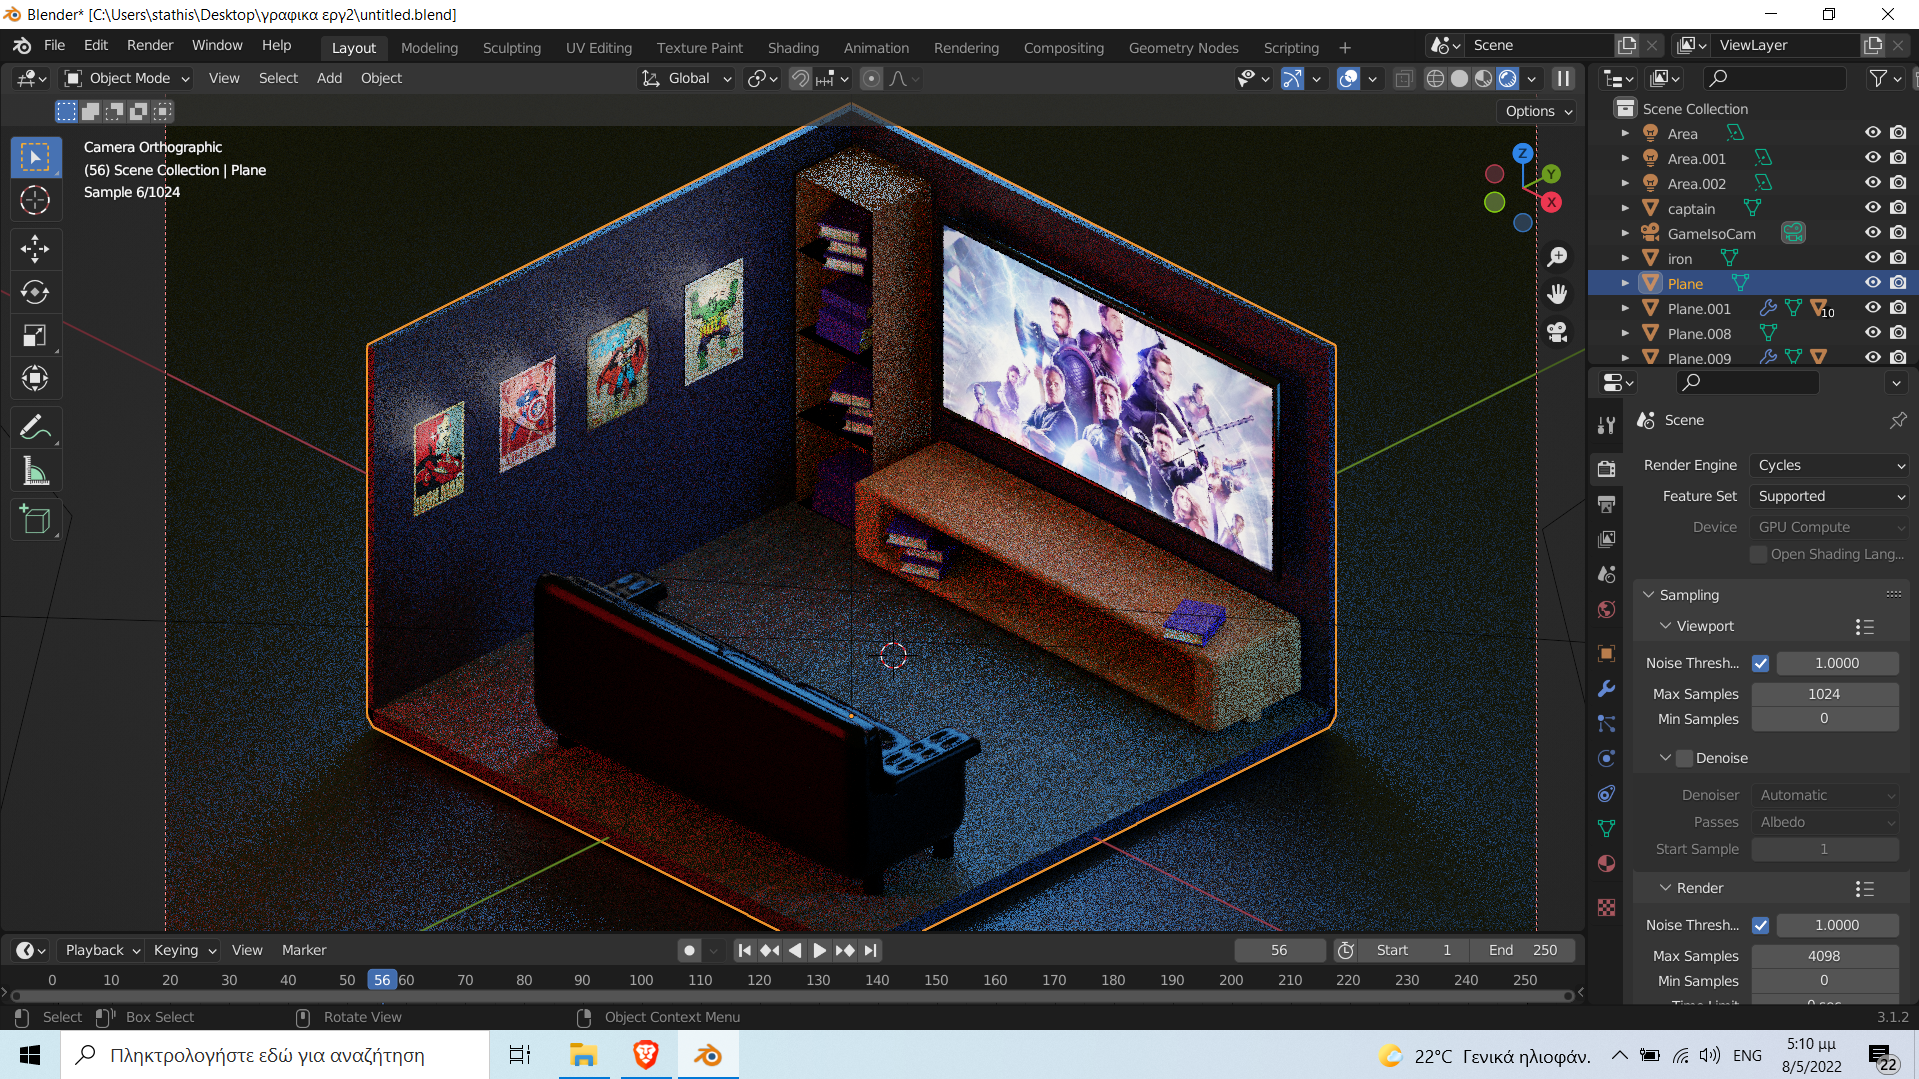 Blender* [C:\Users\stathis\Desktop\γραφικα εργ2\untitled.blend]
File Edit Render Window Help
Layout Modeling Sculpting UV Editing Texture Paint Shading Animation Rendering Compositing Geometry Nodes Scripting +
Scene
ViewLayer
Object Mode View Select Add Object
Global
Options
Camera Orthographic
(56) Scene Collection | Plane
Sample 6/1024
Z
Y
X
Scene Collection
Area
Area.001
Area.002
captain
GameIsoCam
iron
Plane
Plane.001 10
Plane.008
Plane.009
Scene
Render Engine Cycles
Feature Set Supported
Device GPU Compute
Open Shading Lang...
Sampling
Viewport
Noise Thresh... 1.0000
Max Samples 1024
Min Samples 0
Denoise
Denoiser Automatic
Passes Albedo
Start Sample 1
Render
Noise Thresh... 1.0000
Max Samples 4098
Min Samples 0
Playback Keying View Marker
56 Start 1 End 250
0 10 20 30 40 50 56 60 70 80 90 100 110 120 130 140 150 160 170 180 190 200 210 220 230 240 250
Select Box Select Rotate View Object Context Menu
3.1.2
Πληκτρολογήστε εδώ για αναζήτηση
22°C Γενικά ηλιοφάν.
ENG
5:10 μμ
8/5/2022
22